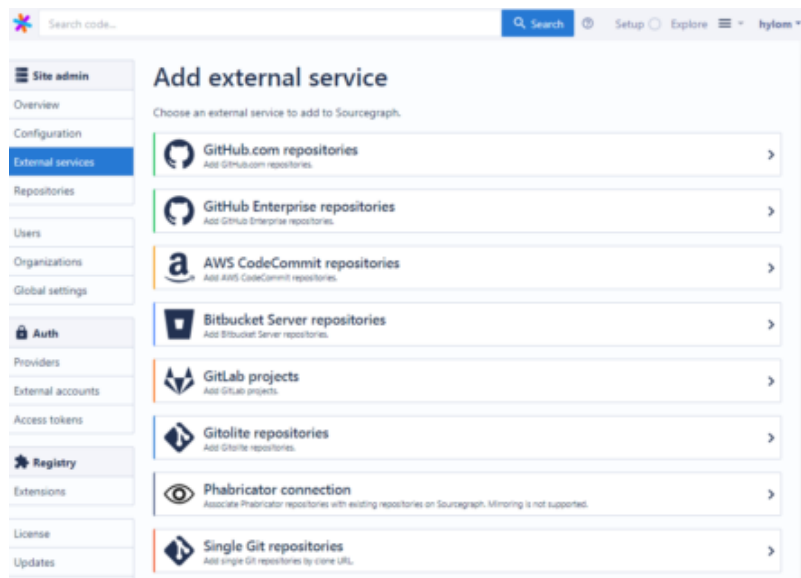 Search code...
Search
Setup
Explore
hylom
Site admin
Overview
Configuration
External services
Repositories
Users
Organizations
Global settings
Auth
Providers
External accounts
Access tokens
Registry
Extensions
License
Updates
Add external service
Choose an external service to add to Sourcegraph.
GitHub.com repositories
Add GitHub.com repositories.
GitHub Enterprise repositories
Add GitHub Enterprise repositories.
AWS CodeCommit repositories
Add AWS CodeCommit repositories.
Bitbucket Server repositories
Add Bitbucket Server repositories.
GitLab projects
Add GitLab projects.
Gitolite repositories
Add Gitolite repositories.
Phabricator connection
Associate Phabricator repositories with existing repositories on Sourcegraph. Mirroring is not supported.
Single Git repositories
Add single Git repositories by clone URL.